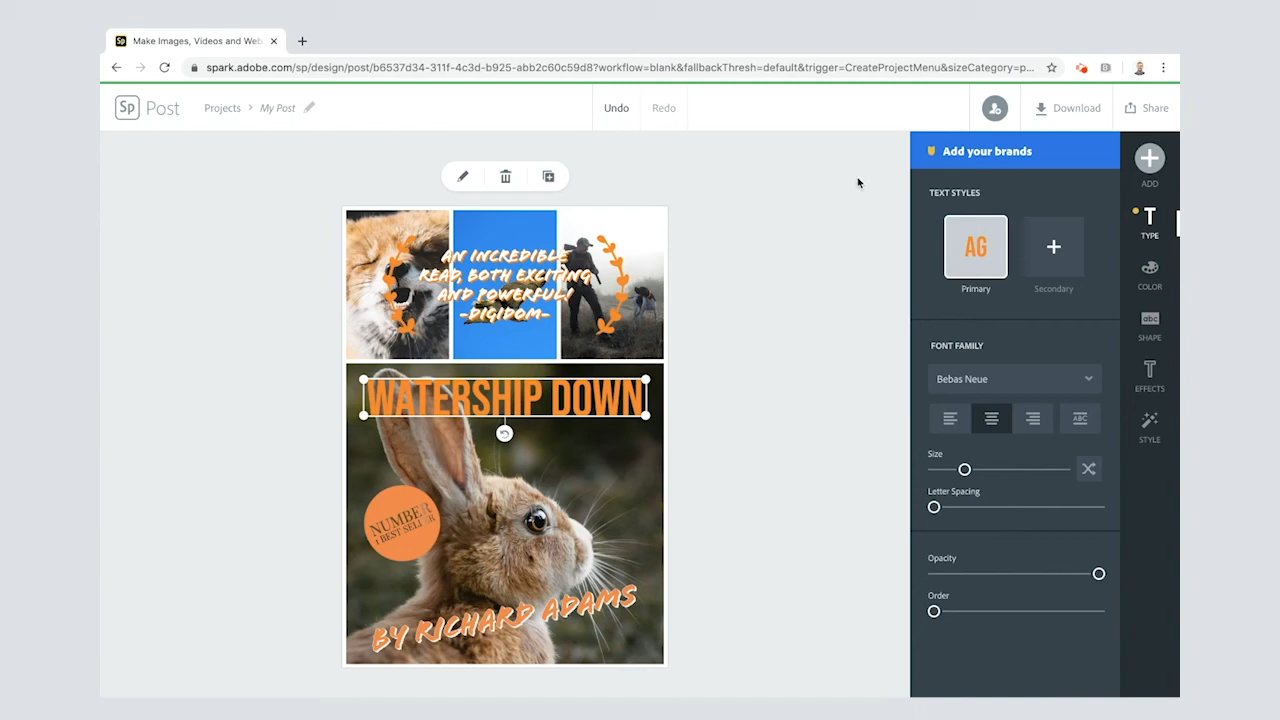 Sp Make Images, Videos and Web
spark.adobe.com/sp/design/post/b6537d34-311f-4c3d-b925-abb2c60c59d8?workflow=blank&fallbackThresh=default&trigger=CreateProjectMenu&sizeCategory=p...
Sp Post Projects > My Post Undo Redo Download Share
Add your brands
ADD
TEXT STYLES
TYPE
AG
+
Primary Secondary
COLOR
abc
SHAPE
FONT FAMILY
Bebas Neue
EFFECTS
ABC
STYLE
Size
Letter Spacing
Opacity
Order
AN INCREDIBLE
READ, BOTH EXCITING
AND POWERFUL!
-DIGIDOM-
WATERSHIP DOWN
NUMBER
1 BEST SELLER
BY RICHARD ADAMS